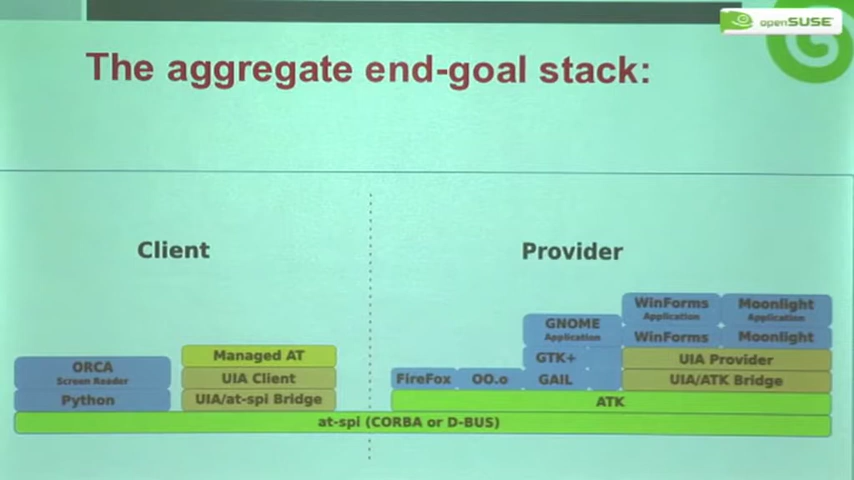 openSUSE
The aggregate end-goal stack:
Client
Provider
WinForms
Application
Moonlight
Application
GNOME
Application
WinForms
Moonlight
ORCA
Screen Reader
Managed AT
GTK+
UIA Provider
UIA Client
FireFox
OO.o
GAIL
UIA/ATK Bridge
Python
UIA/at-spi Bridge
ATK
at-spi (CORBA or D-BUS)